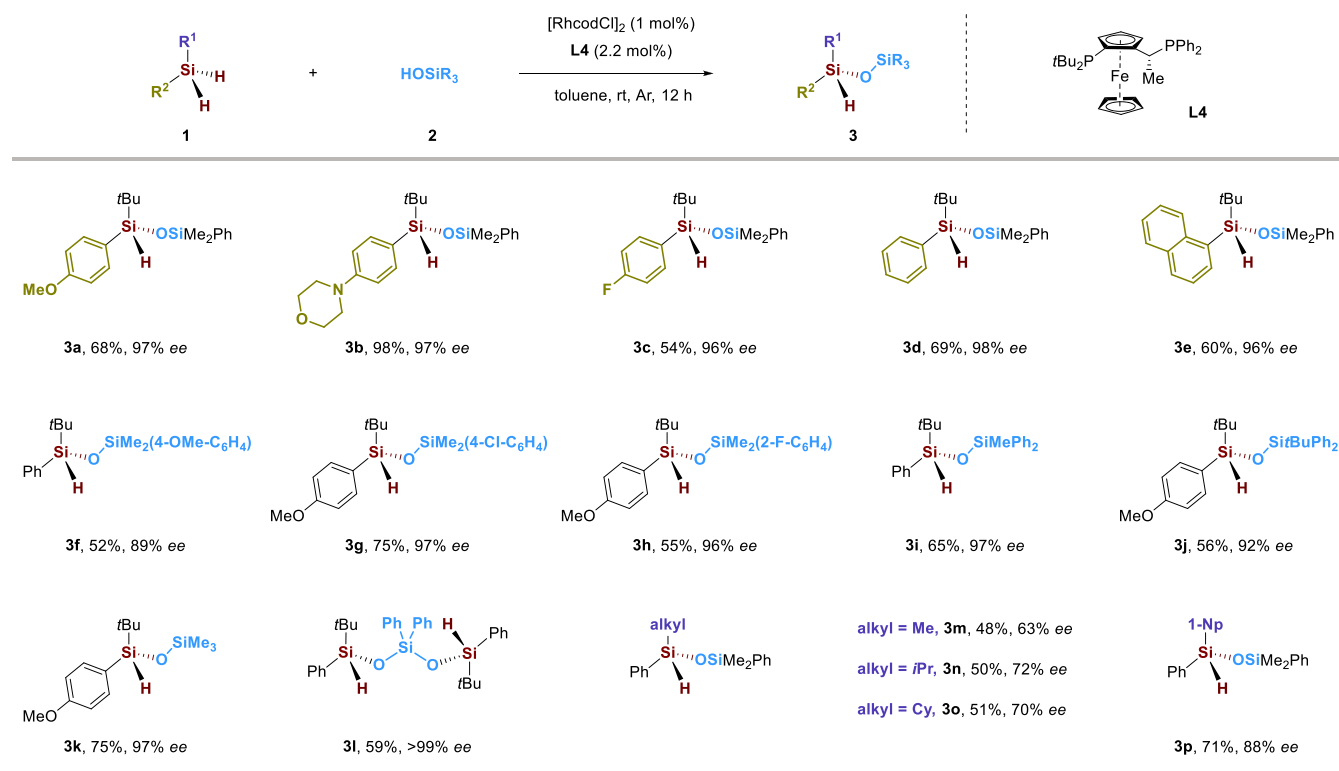 R¹
R²
Si
H
H
1
+
HOSiR₃
2
[RhcodCl]₂ (1 mol%)
L4 (2.2 mol%)
toluene, rt, Ar, 12 h
R¹
SiR₃
Si
O
R²
H
3
tBu₂P
PPh₂
Fe
Me
L4
tBu
Si
OSiMe₂Ph
H
MeO
3a, 68%, 97% ee
tBu
Si
OSiMe₂Ph
H
N
O
3b, 98%, 97% ee
tBu
Si
OSiMe₂Ph
H
F
3c, 54%, 96% ee
tBu
Si
OSiMe₂Ph
H
3d, 69%, 98% ee
tBu
Si
OSiMe₂Ph
H
3e, 60%, 96% ee
tBu
SiMe₂(4-OMe-C₆H₄)
Si
O
Ph
H
3f, 52%, 89% ee
tBu
SiMe₂(4-Cl-C₆H₄)
Si
O
H
MeO
3g, 75%, 97% ee
tBu
SiMe₂(2-F-C₆H₄)
Si
O
H
MeO
3h, 55%, 96% ee
tBu
SiMePh₂
Si
O
Ph
H
3i, 65%, 97% ee
tBu
SitBuPh₂
Si
O
H
MeO
3j, 56%, 92% ee
tBu
SiMe₃
Si
O
H
MeO
3k, 75%, 97% ee
tBu
Ph
Ph
H
Ph
Si
Si
Si
Ph
O
O
H
tBu
3l, 59%, >99% ee
alkyl
Si
OSiMe₂Ph
Ph
H
alkyl = Me, 3m, 48%, 63% ee
alkyl = iPr, 3n, 50%, 72% ee
alkyl = Cy, 3o, 51%, 70% ee
1-Np
Si
OSiMe₂Ph
Ph
H
3p, 71%, 88% ee